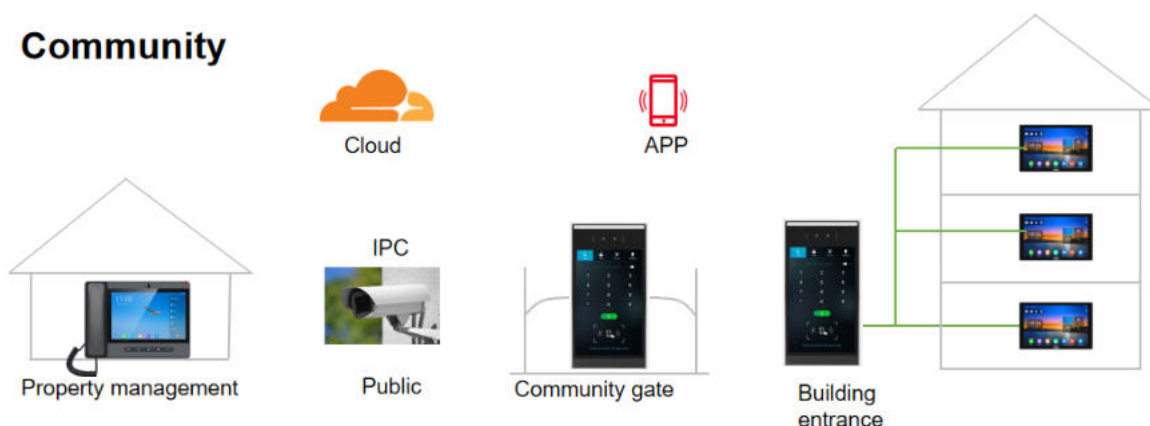 Community
Cloud
APP
IPC
Property management
Public
Community gate
Building
entrance